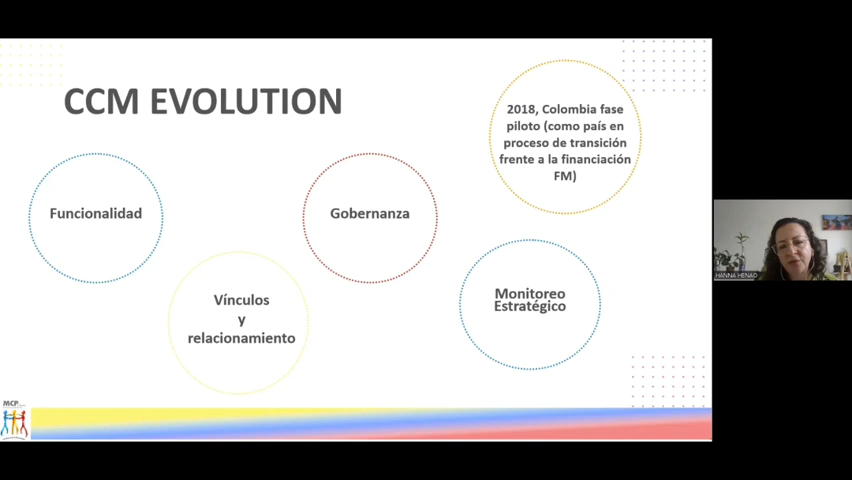 CCM EVOLUTION
2018, Colombia fase
piloto (como país en
proceso de transición
frente a la financiación
FM)
Funcionalidad
Gobernanza
Vínculos
y
relacionamiento
Monitoreo
Estratégico
HANNA HENAO
MCP